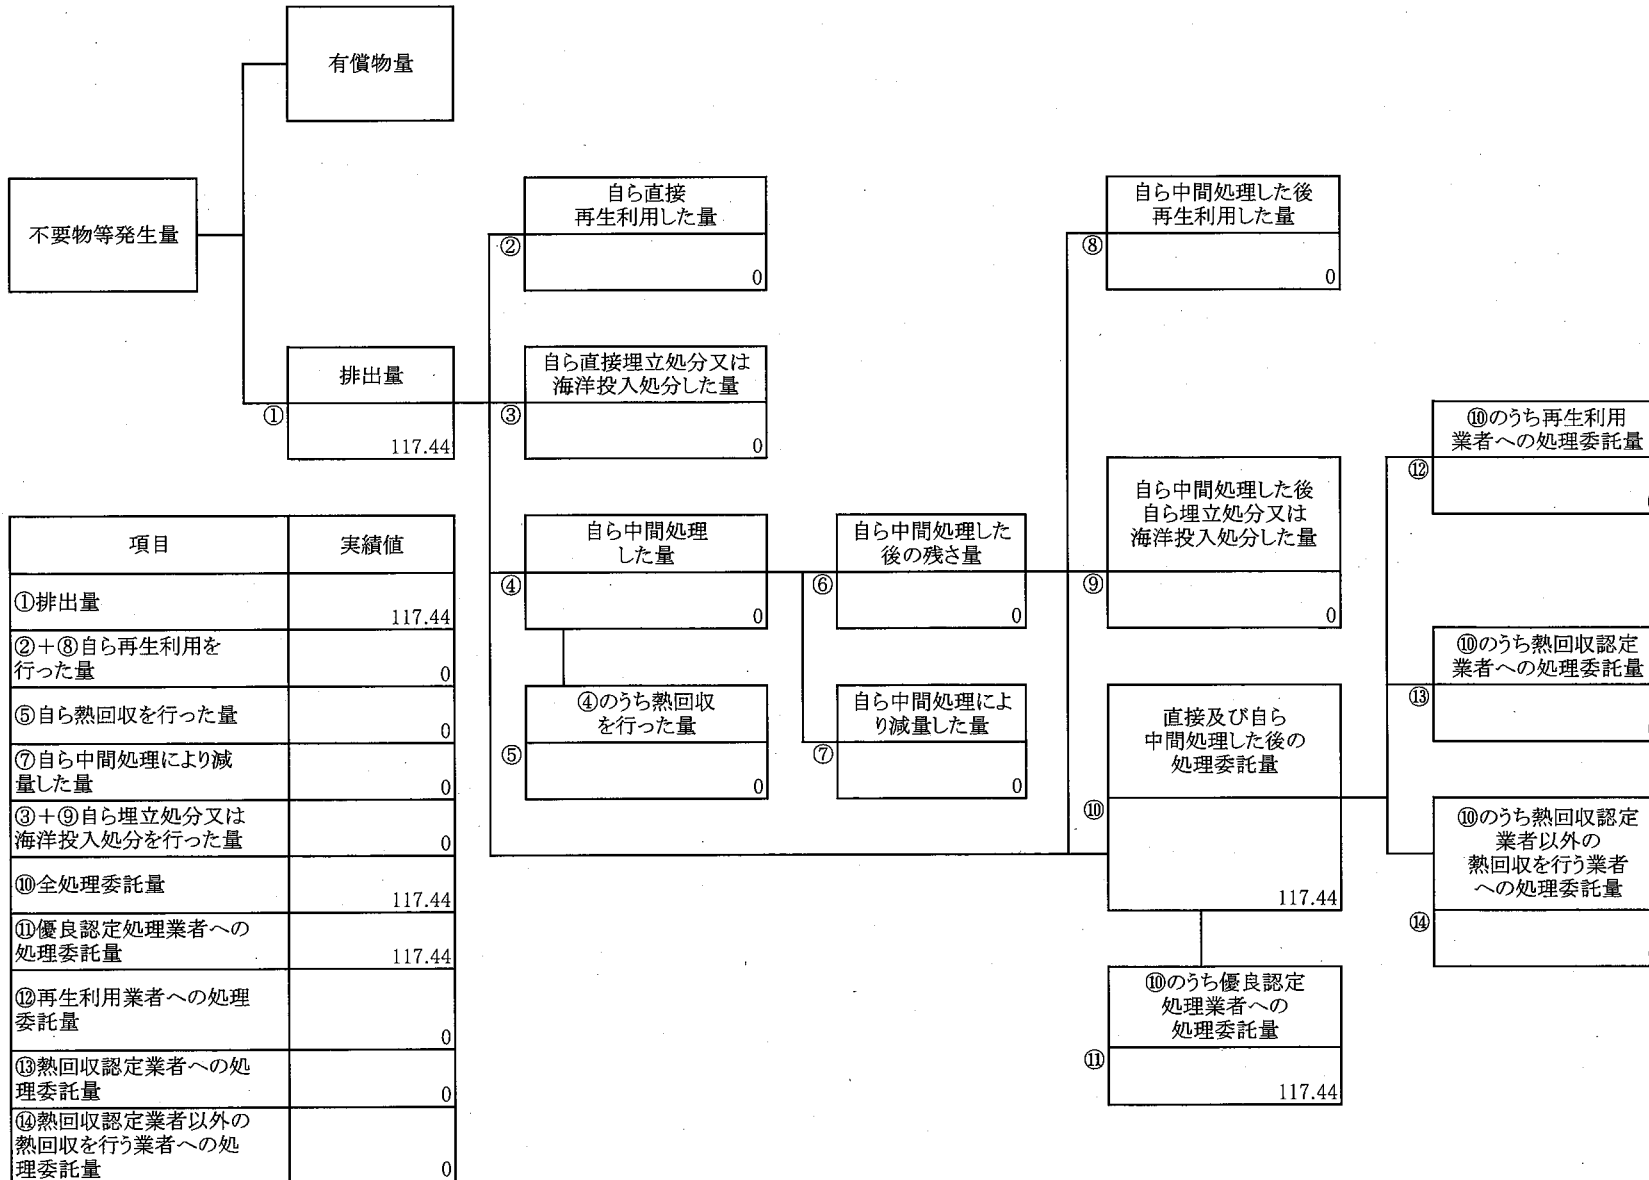 有償物量
不要物等発生量
自ら直接
再生利用した量
②
0
自ら中間処理した後
再生利用した量
⑧
0
排出量
①
117.44
自ら直接埋立処分又は
海洋投入処分した量
③
0
⑩のうち再生利用
業者への処理委託量
⑫
自ら中間処理
した量
④
0
自ら中間処理した
後の残さ量
⑥
0
自ら中間処理した後
自ら埋立処分又は
海洋投入処分した量
⑨
0
⑩のうち熱回収認定
業者への処理委託量
⑬
④のうち熱回収
を行った量
⑤
0
自ら中間処理によ
り減量した量
⑦
0
直接及び自ら
中間処理した後の
処理委託量
⑩
117.44
⑩のうち熱回収認定
業者以外の
熱回収を行う業者
への処理委託量
⑭
⑩のうち優良認定
処理業者への
処理委託量
⑪
117.44
項目 実績値
①排出量 117.44
②+⑧自ら再生利用を
行った量 0
⑤自ら熱回収を行った量 0
⑦自ら中間処理により減
量した量 0
③+⑨自ら埋立処分又は
海洋投入処分を行った量 0
⑩全処理委託量 117.44
⑪優良認定処理業者への
処理委託量 117.44
⑫再生利用業者への処理
委託量 0
⑬熱回収認定業者への処
理委託量 0
⑭熱回収認定業者以外の
熱回収を行う業者への処
理委託量 0